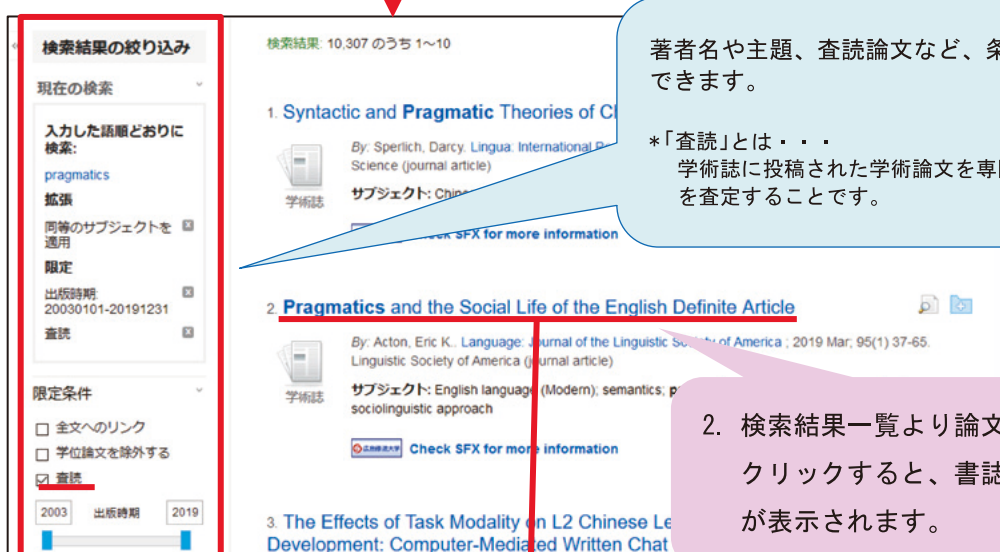 検索結果の絞り込み
現在の検索
入力した語順どおりに
検索:
pragmatics
拡張
同等のサブジェクトを
適用
限定
出版時期:
20030101-20191231
査読
限定条件
全文へのリンク
学位論文を除外する
査読
2003 出版時期 2019
検索結果: 10,307 のうち 1～10
1. Syntactic and Pragmatic Theories of
By: Sperlich, Darcy. Lingua: International
Science (journal article)
学術誌
サブジェクト:
Check SFX for more information
2. Pragmatics and the Social Life of the English Definite Article
By: Acton, Eric K.. Language: Journal of the Linguistic Society of America ; 2019 Mar; 95(1) 37-65.
Linguistic Society of America (journal article)
学術誌
サブジェクト: English language (Modern); semantics;
sociolinguistic approach
広島修道大学 Check SFX for more information
3. The Effects of Task Modality on L2 Chinese
Development: Computer-Mediated Written Chat
著者名や主題、査読論文など、
できます。
*「査読」とは・・・
学術誌に投稿された学術論文を専
を査定することです。
2. 検索結果一覧より論文
クリックすると、書誌
が表示されます。